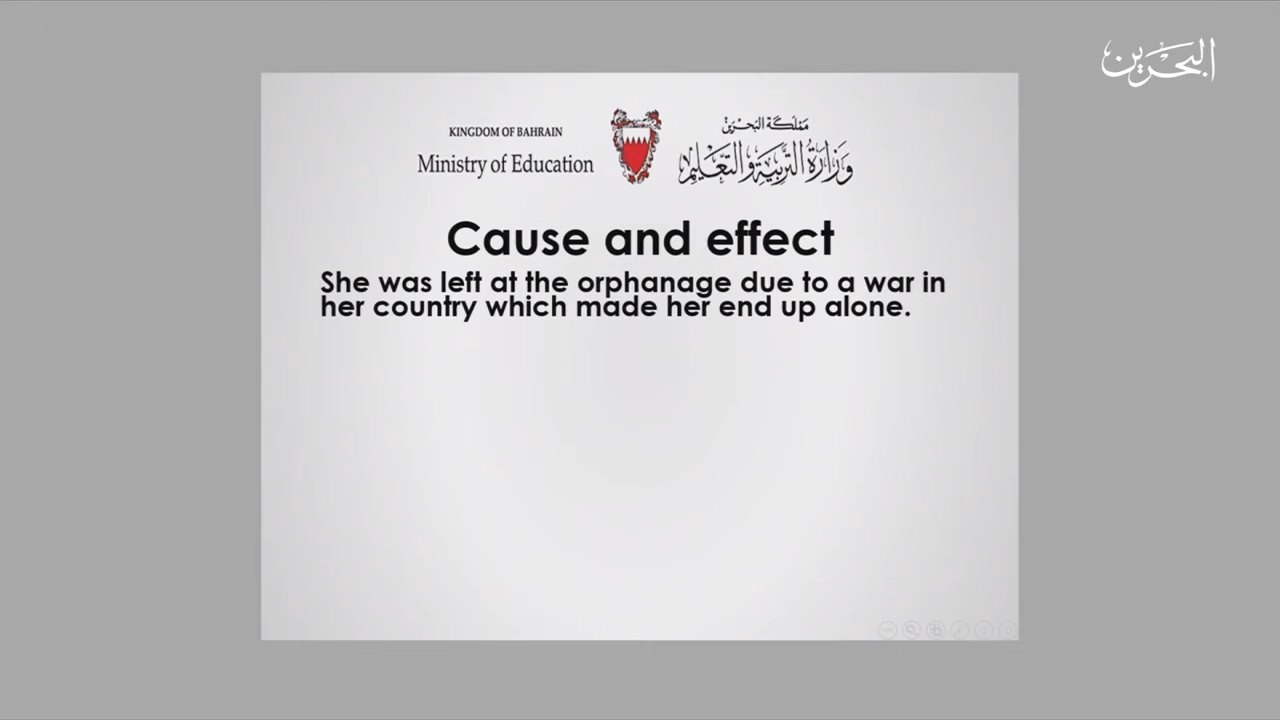 البحرين
KINGDOM OF BAHRAIN
Ministry of Education
مملكة البحرين
وزارة التربية والتعليم
Cause and effect
She was left at the orphanage due to a war in
her country which made her end up alone.